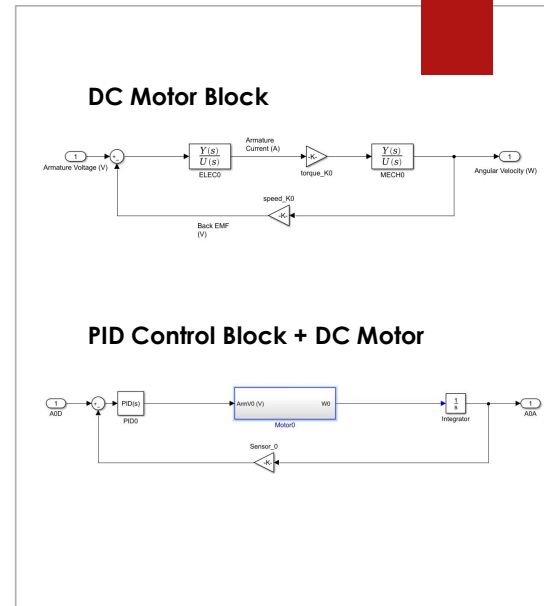 DC Motor Block
1
Armature Voltage (V)
+
-
Y(s)
U(s)
ELEC0
Armature
Current (A)
-K-
torque_K0
Y(s)
U(s)
MECH0
1
Angular Velocity (W)
speed_K0
-K-
Back EMF
(V)
PID Control Block + DC Motor
1
A0D
+
-
PID(s)
PID0
ArmV0 (V)
W0
Motor0
1
s
Integrator
1
A0A
Sensor_0
-K-